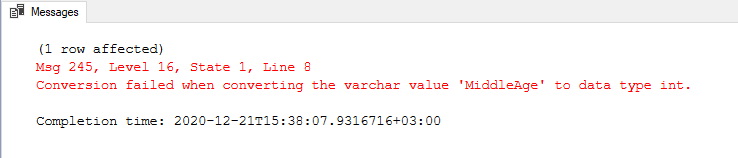 Messages
(1 row affected)
Msg 245, Level 16, State 1, Line 8
Conversion failed when converting the varchar value 'MiddleAge' to data type int.
Completion time: 2020-12-21T15:38:07.9316716+03:00